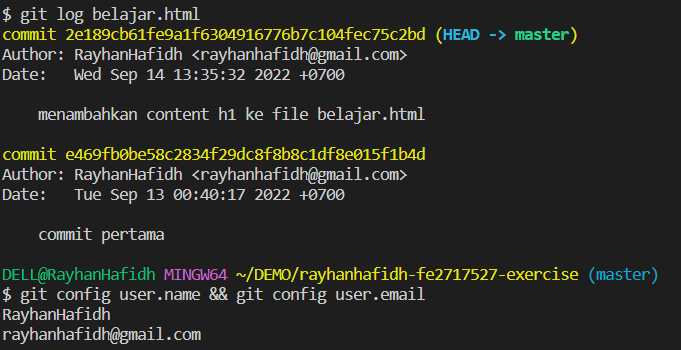 $ git log belajar.html
commit 2e189cb61fe9a1f6304916776b7c104fec75c2bd (HEAD -> master)
Author: RayhanHafidh <rayhanhafidh@gmail.com>
Date:   Wed Sep 14 13:35:32 2022 +0700
    menambahkan content h1 ke file belajar.html
commit e469fb0be58c2834f29dc8f8b8c1df8e015f1b4d
Author: RayhanHafidh <rayhanhafidh@gmail.com>
Date:   Tue Sep 13 00:40:17 2022 +0700
    commit pertama
DELL@RayhanHafidh MINGW64 ~/DEMO/rayhanhafidh-fe2717527-exercise (master)
$ git config user.name && git config user.email
RayhanHafidh
rayhanhafidh@gmail.com